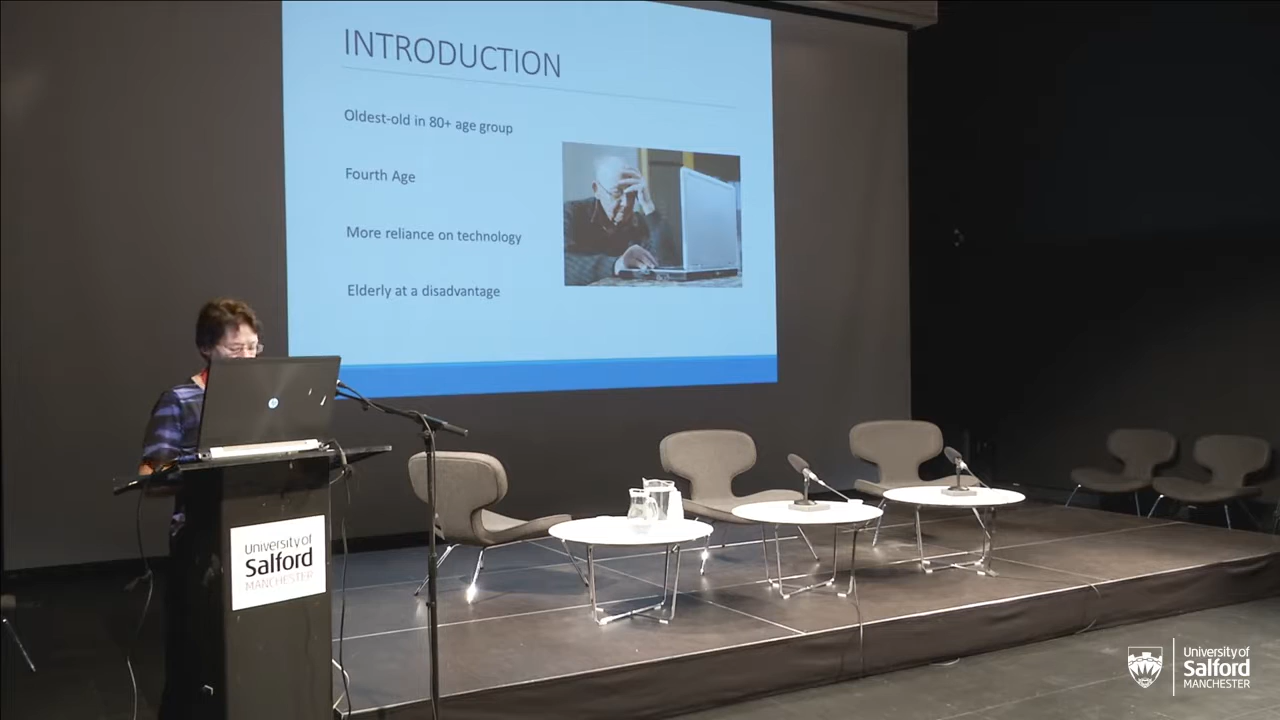 INTRODUCTION
Oldest-old in 80+ age group
Fourth Age
More reliance on technology
Elderly at a disadvantage
University of
Salford
MANCHESTER
University of
Salford
MANCHESTER